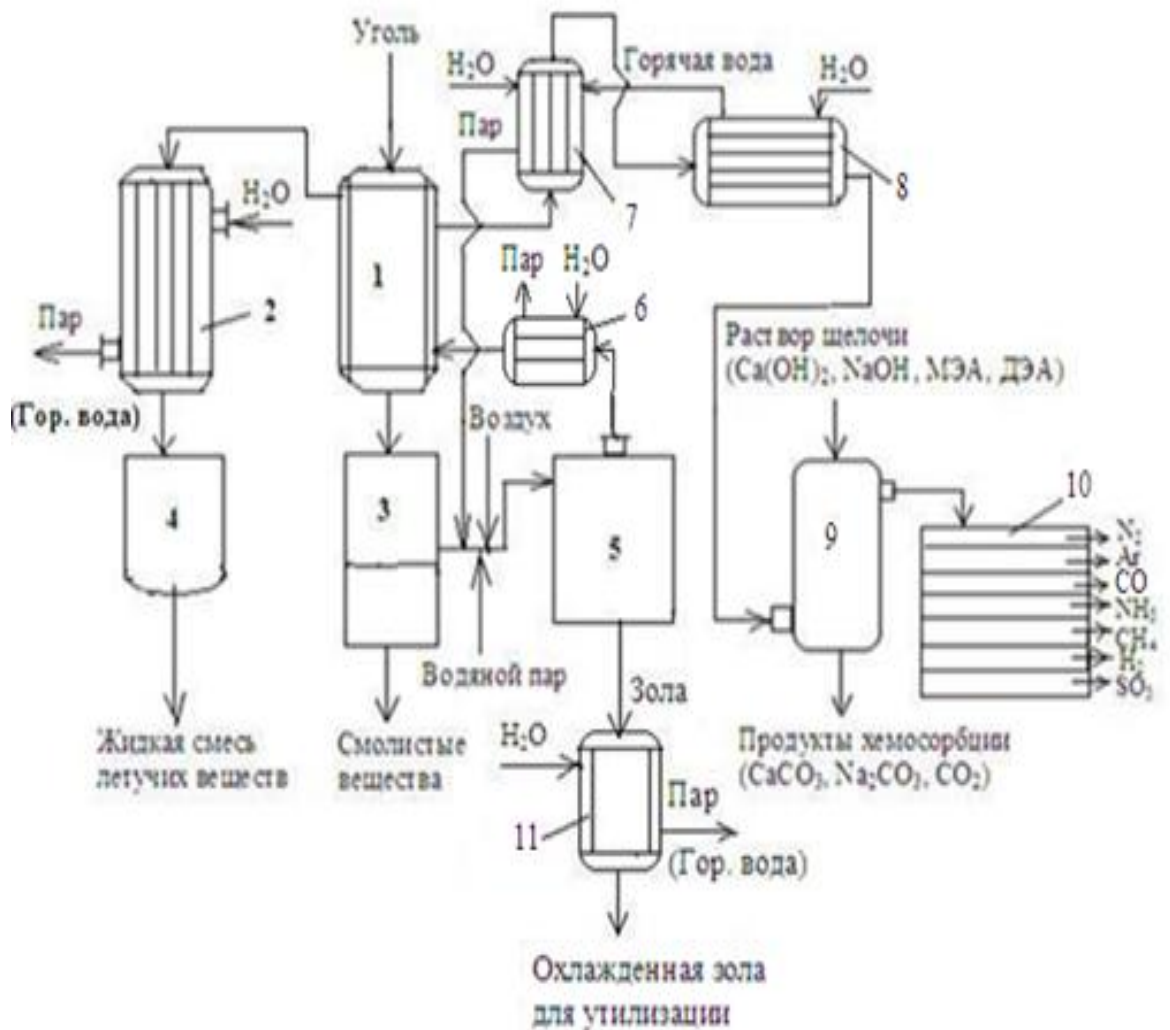 Уголь
H₂O
Горячая вода
H₂O
Пар
H₂O
8
7
1
Пар H₂O
2
6
Пар
Раствор щелочи
(Ca(OH)₂, NaOH, МЭА, ДЭА)
(Гор. вода)
Воздух
4
3
5
9
10
N₂
Ar
CO
NH₃
CH₄
H₂
Водяной пар
Зола
Жидкая смесь
летучих веществ
Смолистые
вещества
H₂O
Продукты хемосорбции
(CaCO₃, Na₂CO₃, CO₂)
Пар
11
(Гор. вода)
Охлажденная зола
для утилизации